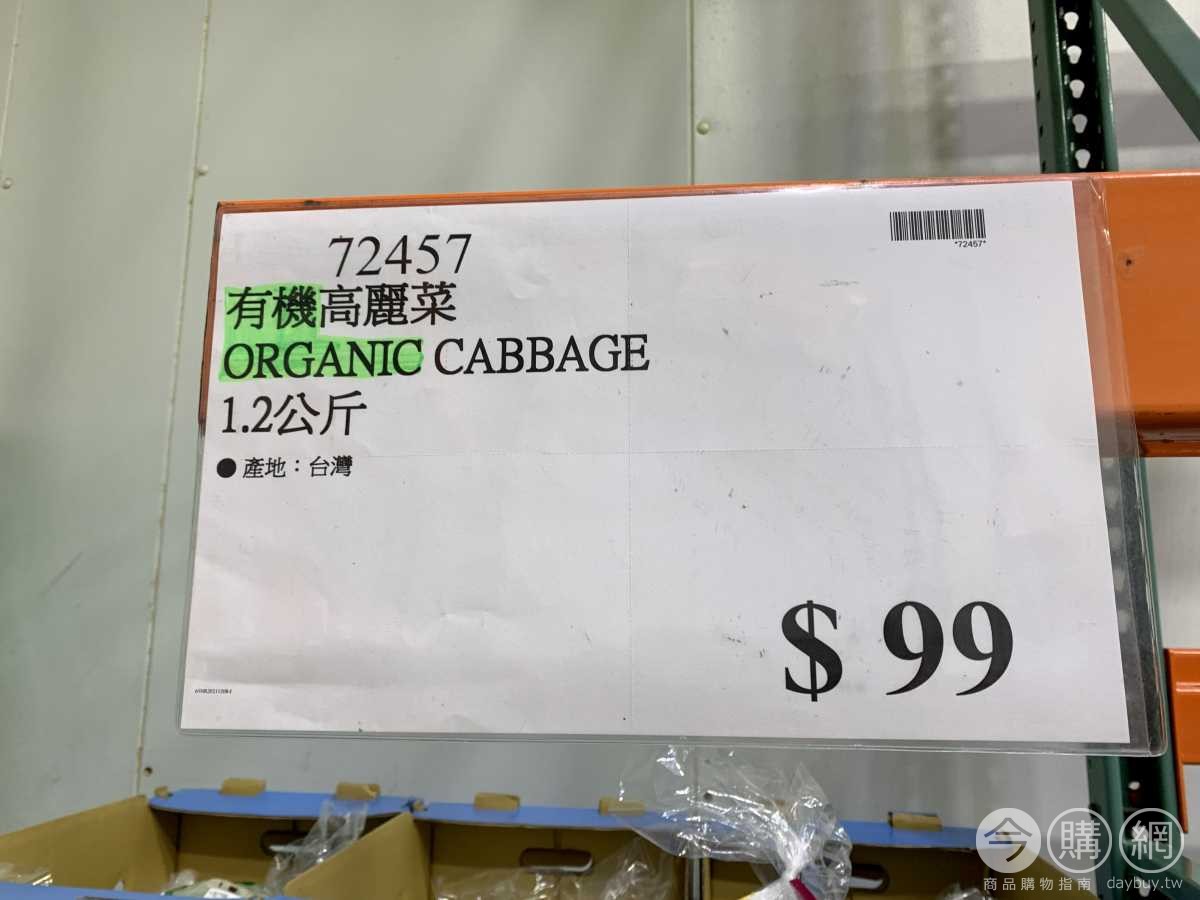 72457
*72457*
有機高麗菜
ORGANIC CABBAGE
1.2公斤
● 產地：台灣
$ 99
今購網
商品購物指南 daybuy.tw